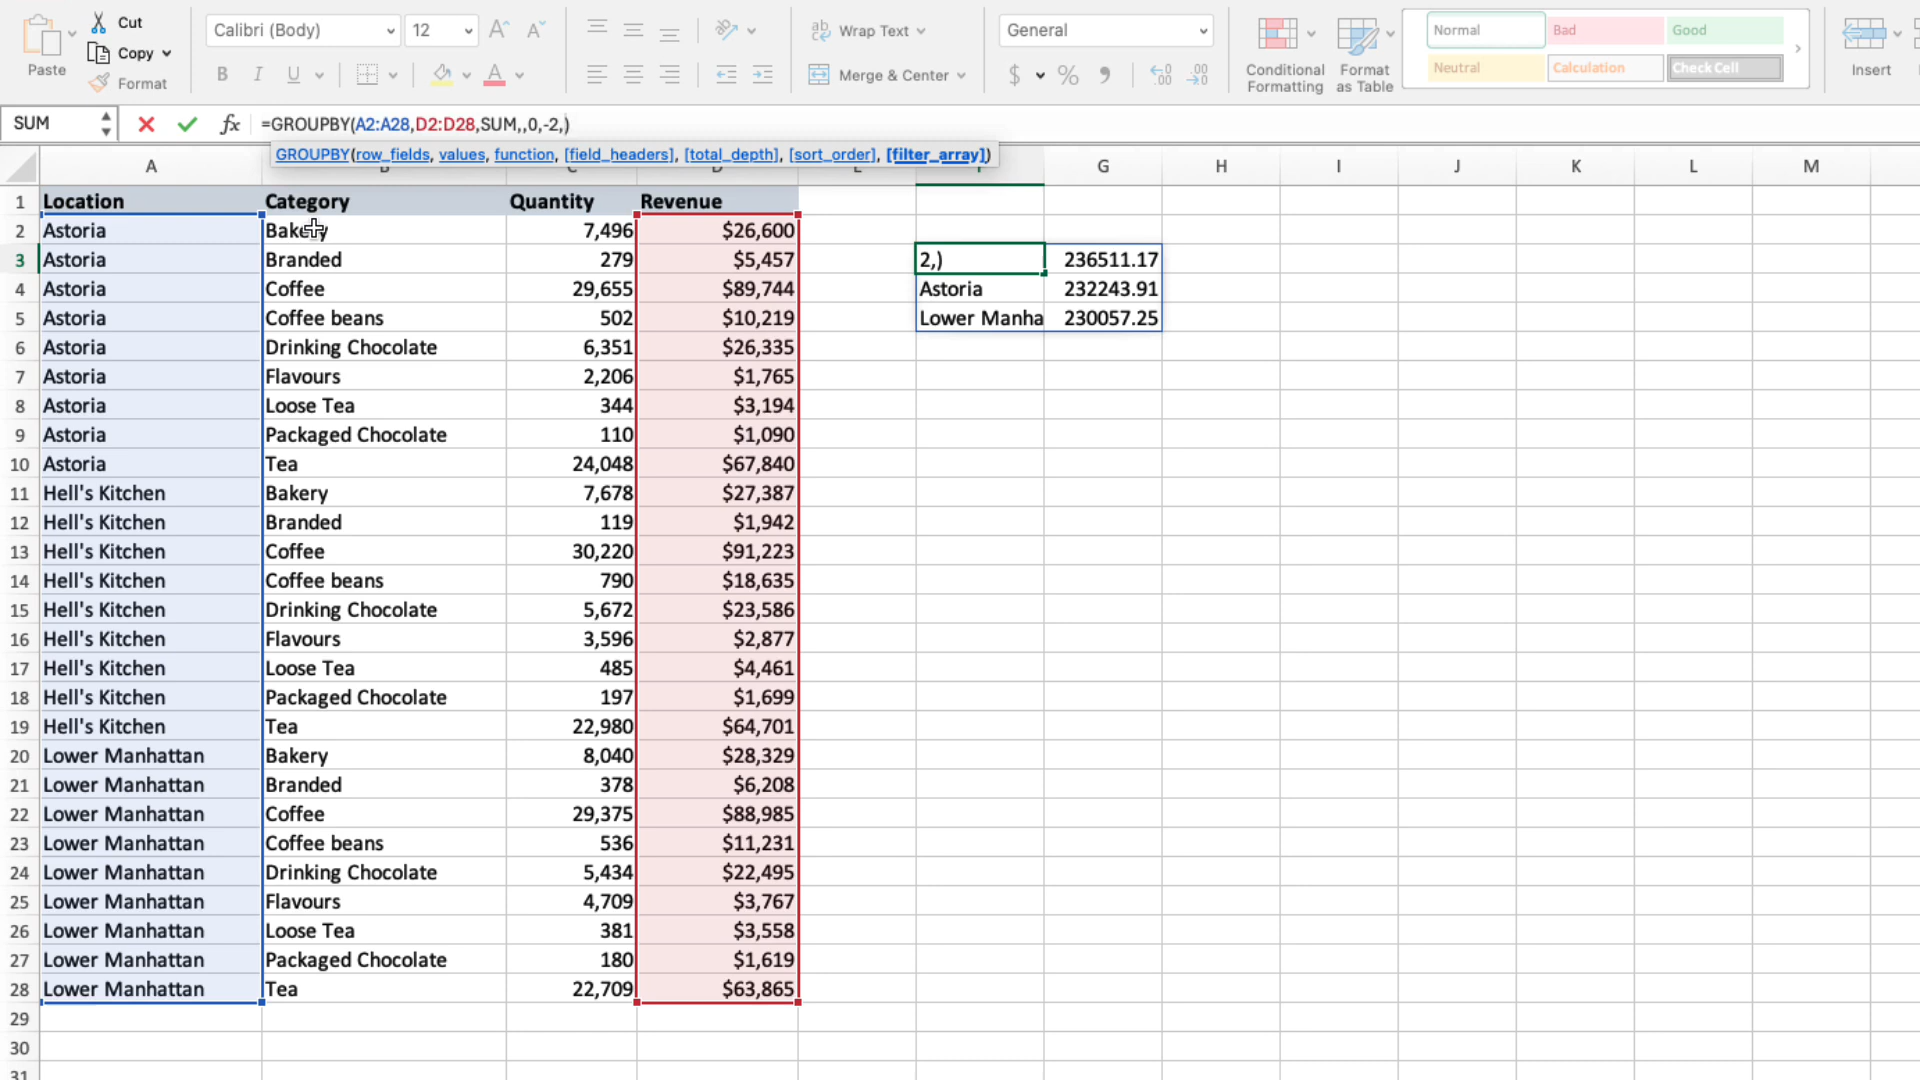 Paste
Cut
Copy
Format
Calibri (Body)
12
A A
B I U A
ab Wrap Text
Merge & Center
General
$ % ,
Conditional Formatting
Format as Table
Normal Bad Good
Neutral Calculation Check Cell
Insert
SUM fx =GROUPBY(A2:A28,D2:D28,SUM,,0,-2,)
GROUPBY(row_fields, values, function, [field_headers], [total_depth], [sort_order], [filter_array])
A G H I J K L M
1 Location Category Quantity Revenue
2 Astoria Bakery 7,496 $26,600
3 Astoria Branded 279 $5,457 2,) 236511.17
4 Astoria Coffee 29,655 $89,744 Astoria 232243.91
5 Astoria Coffee beans 502 $10,219 Lower Manha 230057.25
6 Astoria Drinking Chocolate 6,351 $26,335
7 Astoria Flavours 2,206 $1,765
8 Astoria Loose Tea 344 $3,194
9 Astoria Packaged Chocolate 110 $1,090
10 Astoria Tea 24,048 $67,840
11 Hell's Kitchen Bakery 7,678 $27,387
12 Hell's Kitchen Branded 119 $1,942
13 Hell's Kitchen Coffee 30,220 $91,223
14 Hell's Kitchen Coffee beans 790 $18,635
15 Hell's Kitchen Drinking Chocolate 5,672 $23,586
16 Hell's Kitchen Flavours 3,596 $2,877
17 Hell's Kitchen Loose Tea 485 $4,461
18 Hell's Kitchen Packaged Chocolate 197 $1,699
19 Hell's Kitchen Tea 22,980 $64,701
20 Lower Manhattan Bakery 8,040 $28,329
21 Lower Manhattan Branded 378 $6,208
22 Lower Manhattan Coffee 29,375 $88,985
23 Lower Manhattan Coffee beans 536 $11,231
24 Lower Manhattan Drinking Chocolate 5,434 $22,495
25 Lower Manhattan Flavours 4,709 $3,767
26 Lower Manhattan Loose Tea 381 $3,558
27 Lower Manhattan Packaged Chocolate 180 $1,619
28 Lower Manhattan Tea 22,709 $63,865
29
30
31